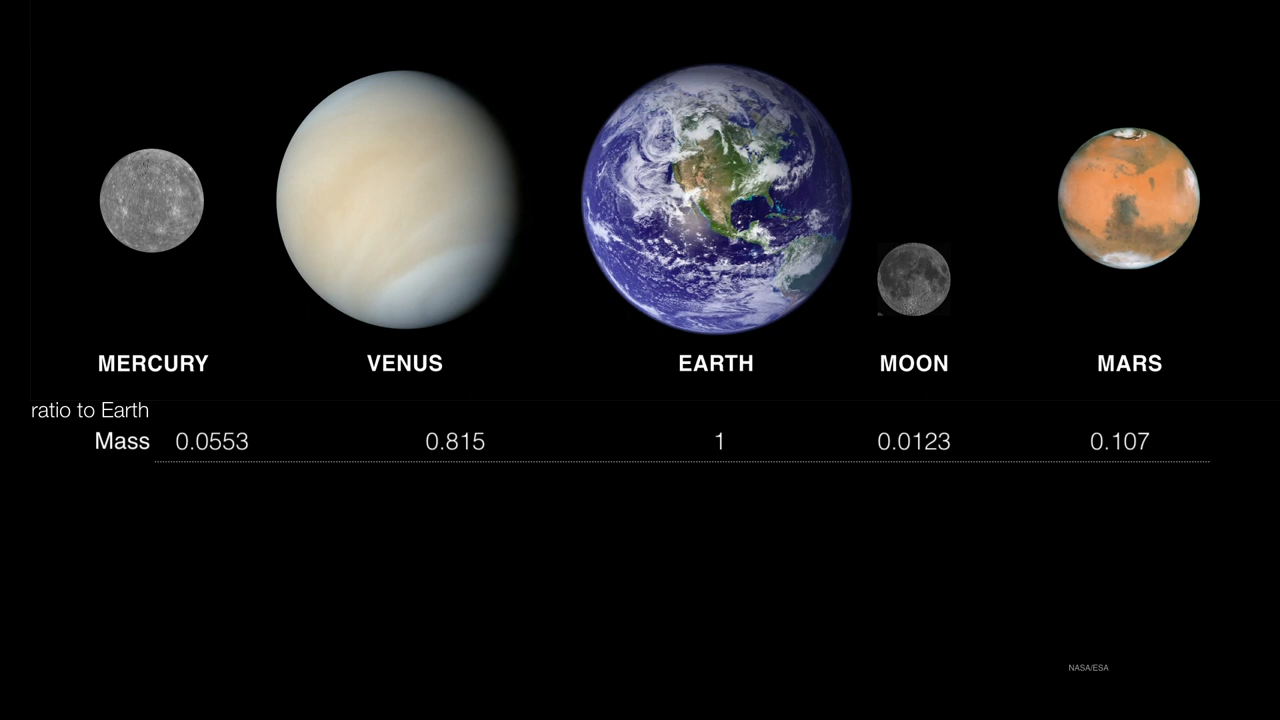 MERCURY VENUS EARTH MOON MARS
ratio to Earth
Mass 0.0553 0.815 1 0.0123 0.107
NASA/ESA